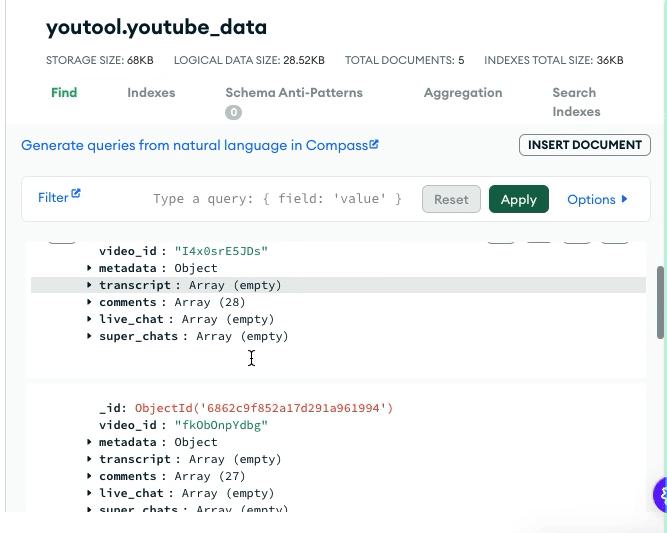 youtool.youtube_data
STORAGE SIZE: 68KB LOGICAL DATA SIZE: 28.52KB TOTAL DOCUMENTS: 5 INDEXES TOTAL SIZE: 36KB
Find Indexes Schema Anti-Patterns 0 Aggregation Search Indexes
Generate queries from natural language in Compass INSERT DOCUMENT
Filter Type a query: { field: 'value' } Reset Apply Options
video_id : "I4x0srE5JDs"
metadata : Object
transcript : Array (empty)
comments : Array (28)
live_chat : Array (empty)
super_chats : Array (empty)
_id: ObjectId('6862c9f852a17d291a961994')
video_id : "fkObOnpYdbg"
metadata : Object
transcript : Array (empty)
comments : Array (27)
live_chat : Array (empty)
super_chats : Array (empty)